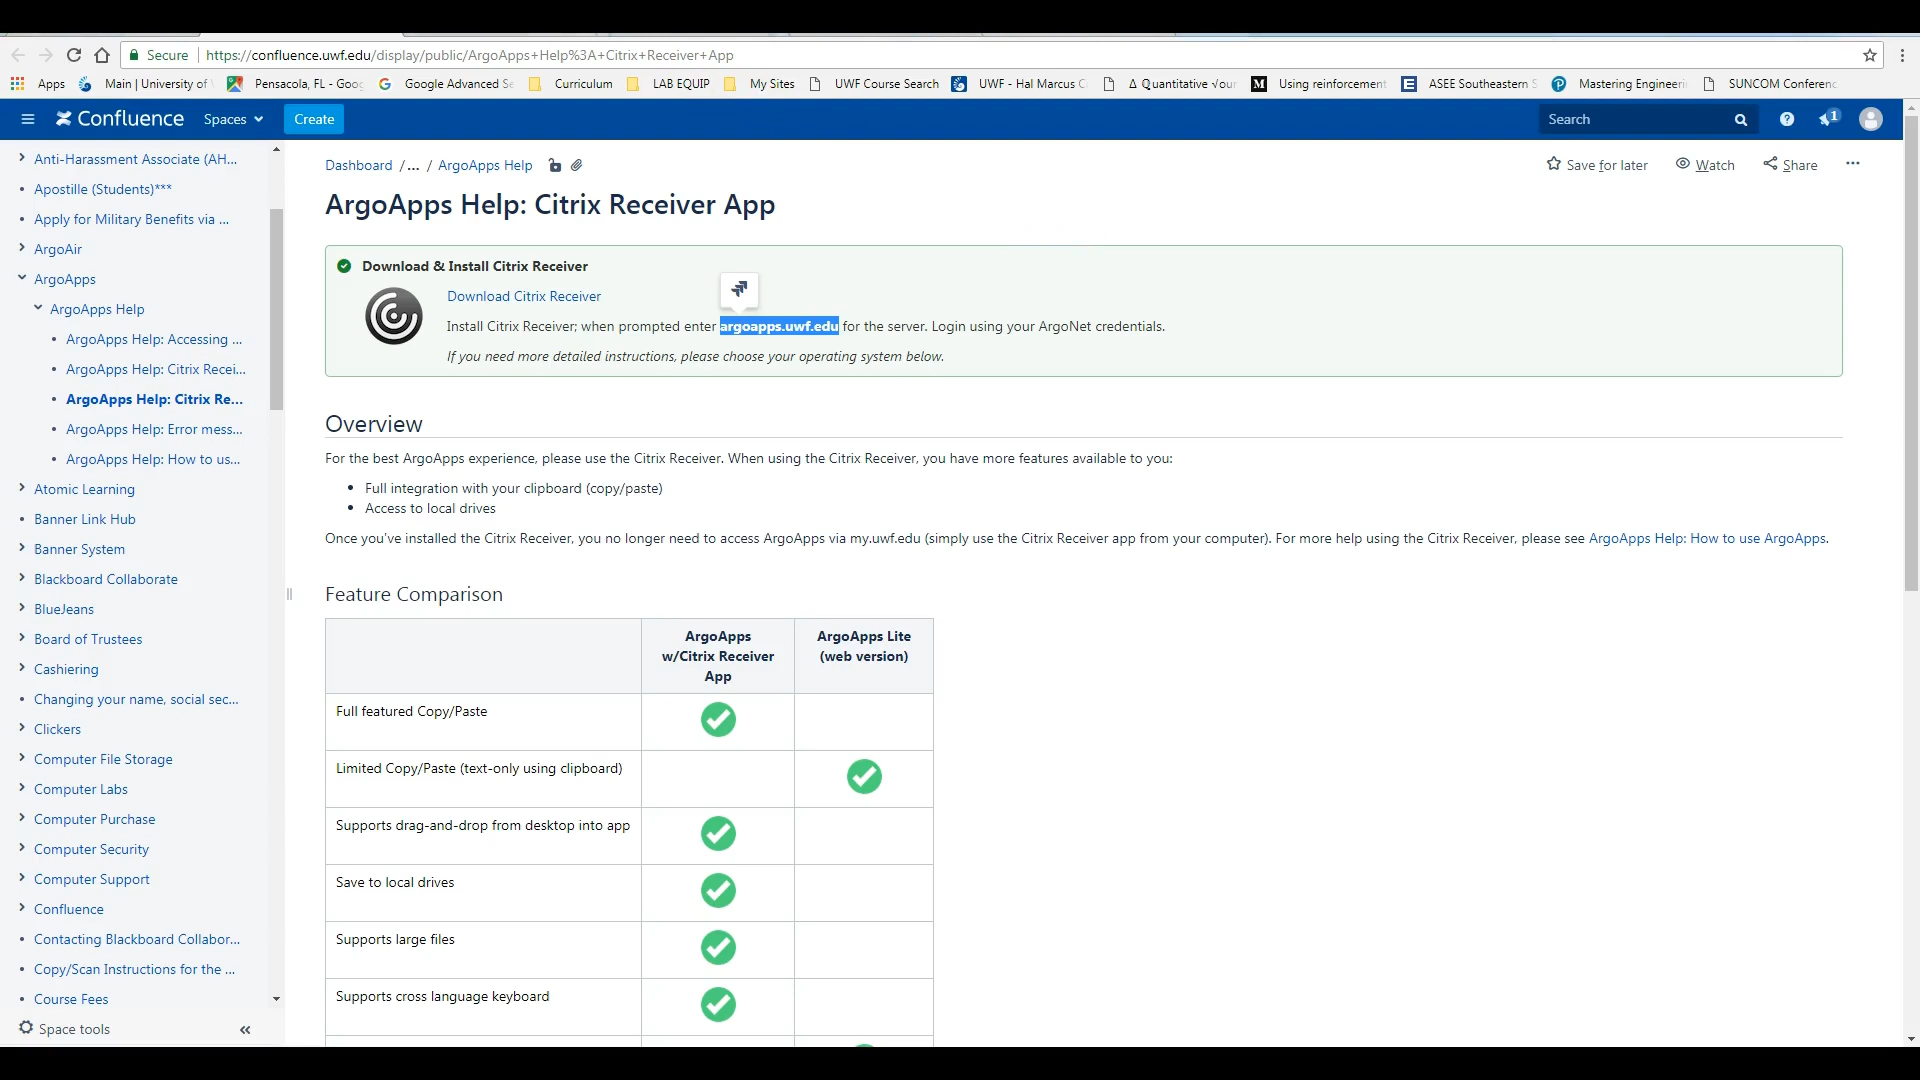 Secure https://confluence.uwf.edu/display/public/ArgoApps+Help%3A+Citrix+Receiver+App
Apps Main | University of Pensacola, FL - Goog Google Advanced Se Curriculum LAB EQUIP My Sites UWF Course Search UWF - Hal Marcus C Δ Quantitative √our M Using reinforcement E ASEE Southeastern S Mastering Engineeri SUNCOM Conferenc
Confluence Spaces Create Search 1
Anti-Harassment Associate (AH...
Apostille (Students)***
Apply for Military Benefits via ...
ArgoAir
ArgoApps
ArgoApps Help
ArgoApps Help: Accessing ...
ArgoApps Help: Citrix Recei...
ArgoApps Help: Citrix Re...
ArgoApps Help: Error mess...
ArgoApps Help: How to us...
Atomic Learning
Banner Link Hub
Banner System
Blackboard Collaborate
BlueJeans
Board of Trustees
Cashiering
Changing your name, social sec...
Clickers
Computer File Storage
Computer Labs
Computer Purchase
Computer Security
Computer Support
Confluence
Contacting Blackboard Collabor...
Copy/Scan Instructions for the ...
Course Fees
Space tools
Dashboard /... / ArgoApps Help
Save for later Watch Share
ArgoApps Help: Citrix Receiver App
Download & Install Citrix Receiver
Download Citrix Receiver
Install Citrix Receiver; when prompted enter argoapps.uwf.edu for the server. Login using your ArgoNet credentials.
If you need more detailed instructions, please choose your operating system below.
Overview
For the best ArgoApps experience, please use the Citrix Receiver. When using the Citrix Receiver, you have more features available to you:
• Full integration with your clipboard (copy/paste)
• Access to local drives
Once you've installed the Citrix Receiver, you no longer need to access ArgoApps via my.uwf.edu (simply use the Citrix Receiver app from your computer). For more help using the Citrix Receiver, please see ArgoApps Help: How to use ArgoApps.
Feature Comparison
ArgoApps
w/Citrix Receiver
App
ArgoApps Lite
(web version)
Full featured Copy/Paste
Limited Copy/Paste (text-only using clipboard)
Supports drag-and-drop from desktop into app
Save to local drives
Supports large files
Supports cross language keyboard